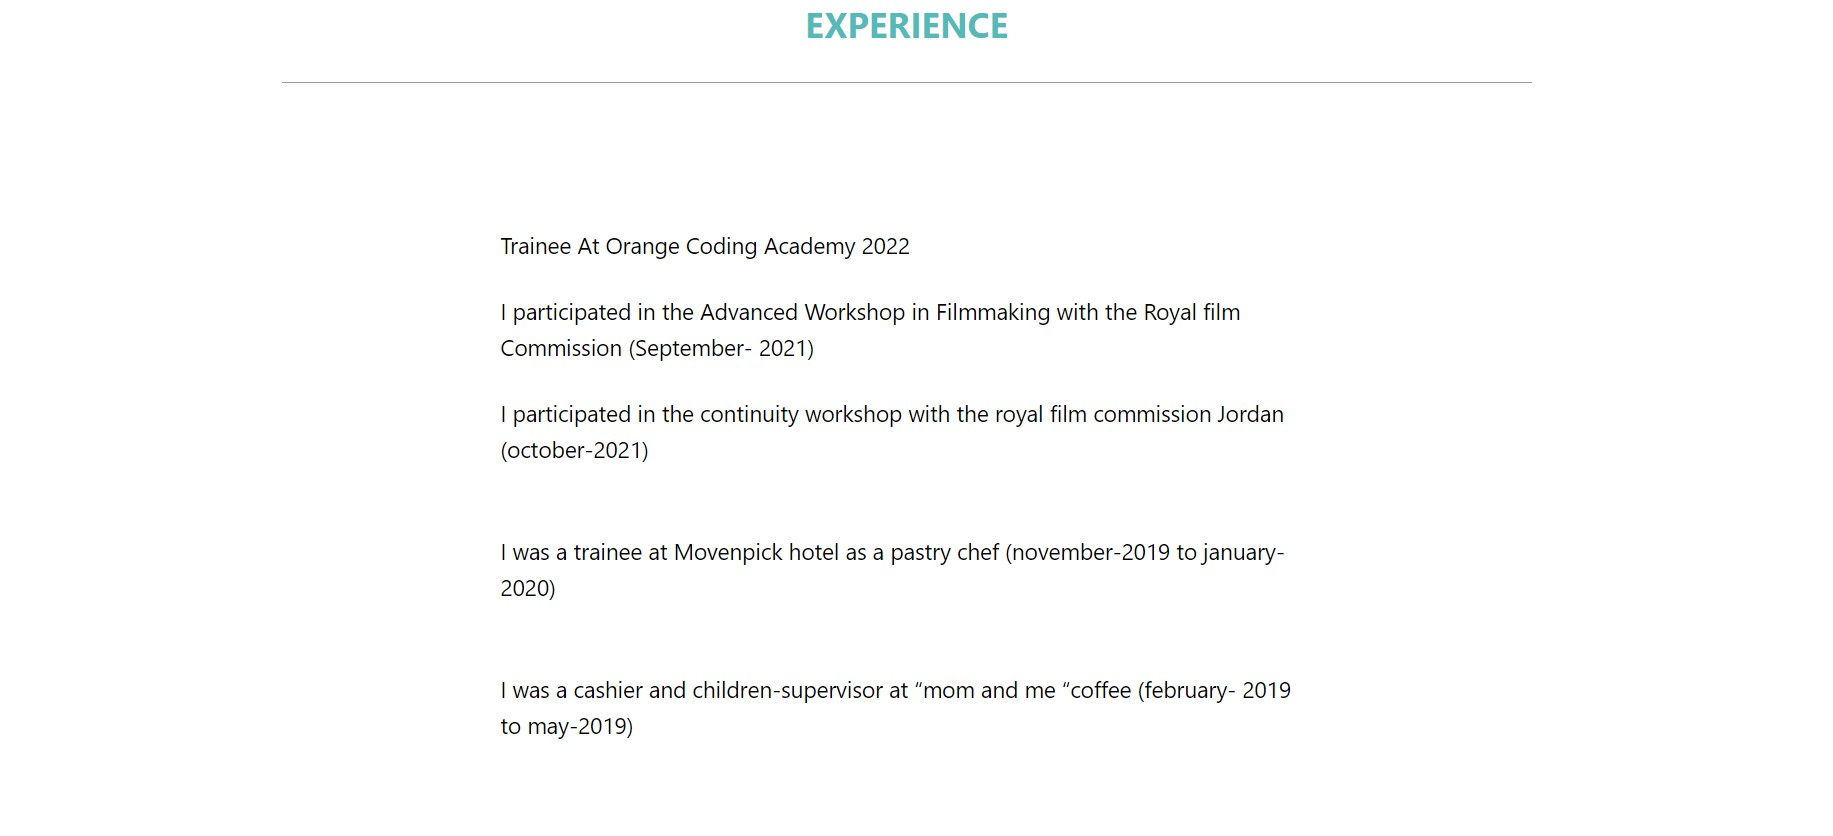 EXPERIENCE
Trainee At Orange Coding Academy 2022
I participated in the Advanced Workshop in Filmmaking with the Royal film
Commission (September- 2021)
I participated in the continuity workshop with the royal film commission Jordan
(october-2021)
I was a trainee at Movenpick hotel as a pastry chef (november-2019 to january-
2020)
I was a cashier and children-supervisor at “mom and me “coffee (february- 2019
to may-2019)